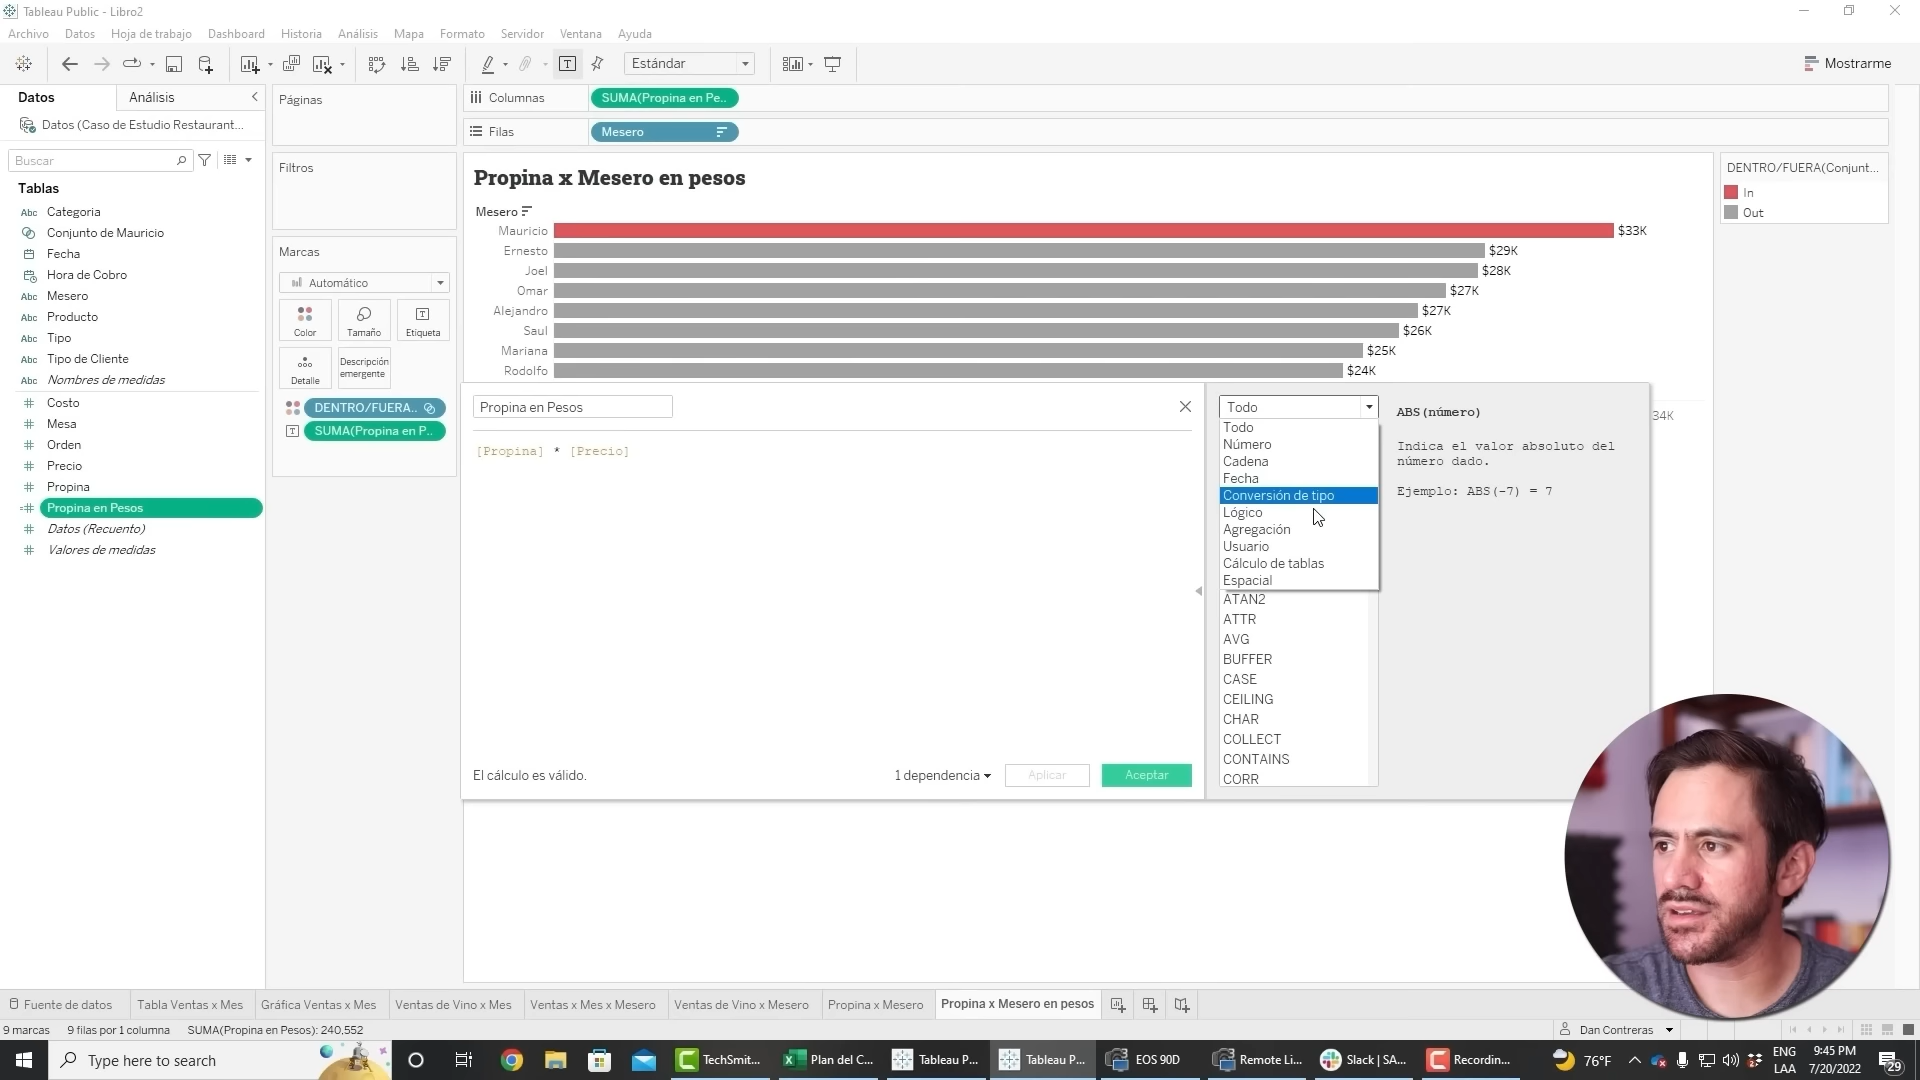 Tableau Public - Libro2
Archivo Datos Hoja de trabajo Dashboard Historia Análisis Mapa Formato Servidor Ventana Ayuda
Estándar
Mostrarme
Datos
Análisis
Datos (Caso de Estudio Restaurant...
Buscar
Tablas
Abc Categoria
Conjunto de Mauricio
Fecha
Hora de Cobro
Abc Mesero
Abc Producto
Abc Tipo
Abc Tipo de Cliente
Abc Nombres de medidas
# Costo
# Mesa
# Orden
# Precio
# Propina
=# Propina en Pesos
# Datos (Recuento)
# Valores de medidas
Páginas
Filtros
Marcas
Automático
Color
Tamaño
Etiqueta
Detalle
Descripción
emergente
DENTRO/FUERA..
SUMA(Propina en P..
Columnas
SUMA(Propina en Pe..
Filas
Mesero
Propina x Mesero en pesos
Mesero
Mauricio $33K
Ernesto $29K
Joel $28K
Omar $27K
Alejandro $27K
Saul $26K
Mariana $25K
Rodolfo $24K
34K
DENTRO/FUERA(Conjunt...
In
Out
Propina en Pesos
[Propina] * [Precio]
El cálculo es válido.
1 dependencia
Aplicar
Aceptar
Todo
Todo
Número
Cadena
Fecha
Conversión de tipo
Lógico
Agregación
Usuario
Cálculo de tablas
Espacial
ATAN2
ATTR
AVG
BUFFER
CASE
CEILING
CHAR
COLLECT
CONTAINS
CORR
ABS(número)
Indica el valor absoluto del
número dado.
Ejemplo: ABS(-7) = 7
Fuente de datos
Tabla Ventas x Mes
Gráfica Ventas x Mes
Ventas de Vino x Mes
Ventas x Mes x Mesero
Ventas de Vino x Mesero
Propina x Mesero
Propina x Mesero en pesos
9 marcas
9 filas por 1 columna
SUMA(Propina en Pesos): 240,552
Dan Contreras
Type here to search
TechSmit...
Plan del C...
Tableau P...
Tableau P...
EOS 90D
Remote Li...
Slack | SA...
Recordin...
76°F
ENG
LAA
9:45 PM
7/20/2022
29